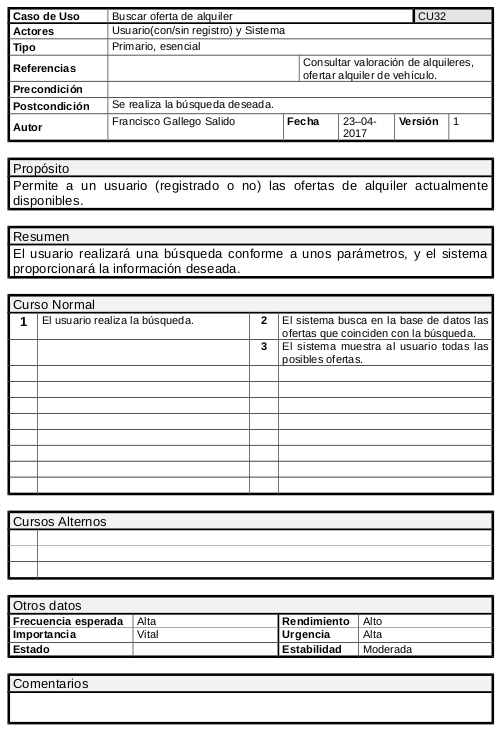 Caso de Uso Buscar oferta de alquiler CU32
Actores Usuario(con/sin registro) y Sistema
Tipo Primario, esencial
Referencias Consultar valoración de alquileres,
ofertar alquiler de vehículo.
Precondición
Postcondición Se realiza la búsqueda deseada.
Autor Francisco Gallego Salido Fecha 23–04-
2017 Versión 1
Propósito
Permite a un usuario (registrado o no) las ofertas de alquiler actualmente
disponibles.
Resumen
El usuario realizará una búsqueda conforme a unos parámetros, y el sistema
proporcionará la información deseada.
Curso Normal
1 El usuario realiza la búsqueda. 2 El sistema busca en la base de datos las
ofertas que coinciden con la búsqueda.
3 El sistema muestra al usuario todas las
posibles ofertas.
Cursos Alternos
Otros datos
Frecuencia esperada Alta Rendimiento Alto
Importancia Vital Urgencia Alta
Estado Estabilidad Moderada
Comentarios